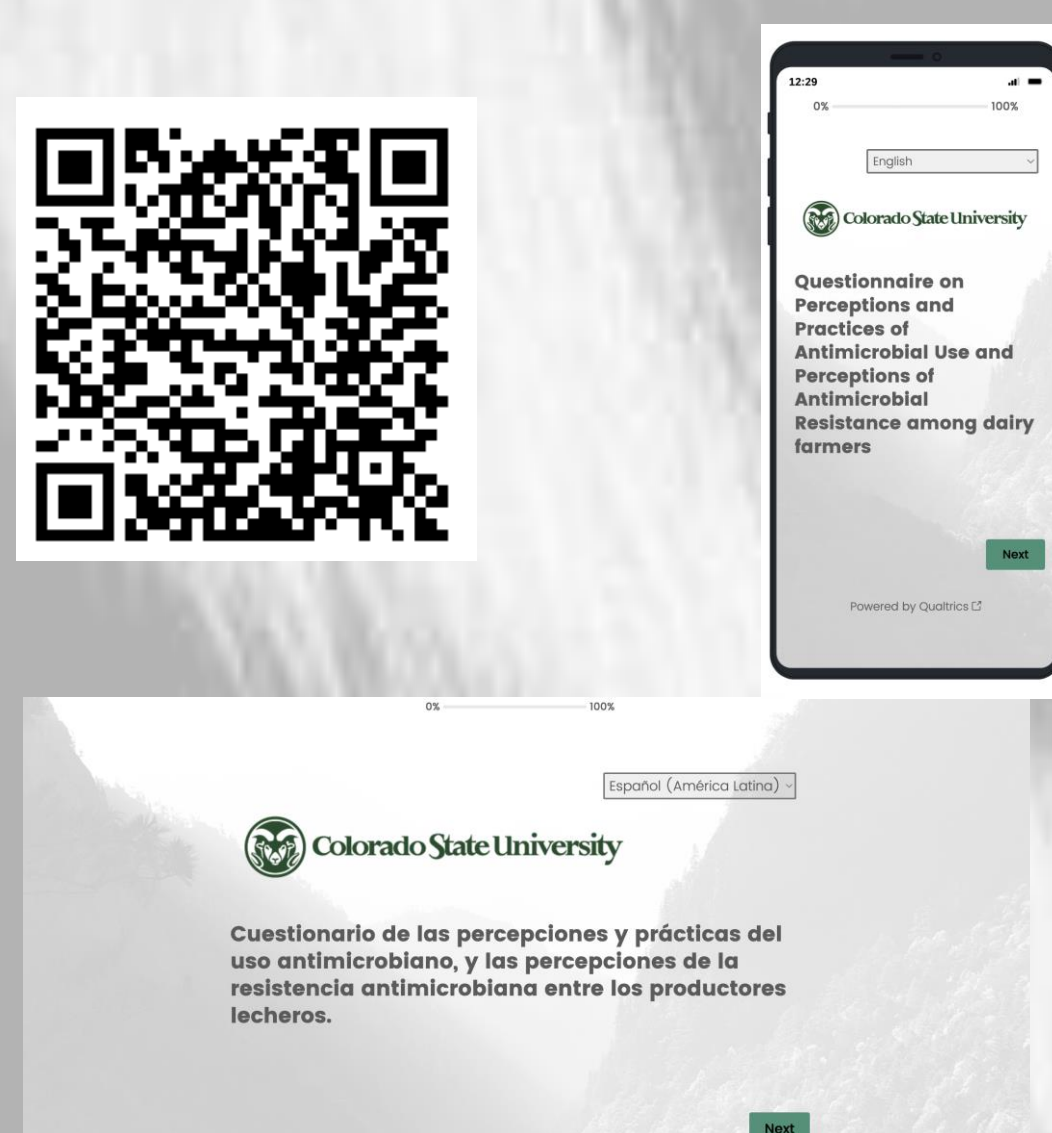 12:29
0% 100%
English
Colorado State University
Questionnaire on
Perceptions and
Practices of
Antimicrobial Use and
Perceptions of
Antimicrobial
Resistance among dairy
farmers
Next
Powered by Qualtrics
0% 100%
Español (América Latina)
Colorado State University
Cuestionario de las percepciones y prácticas del
uso antimicrobiano, y las percepciones de la
resistencia antimicrobiana entre los productores
lecheros.
Next